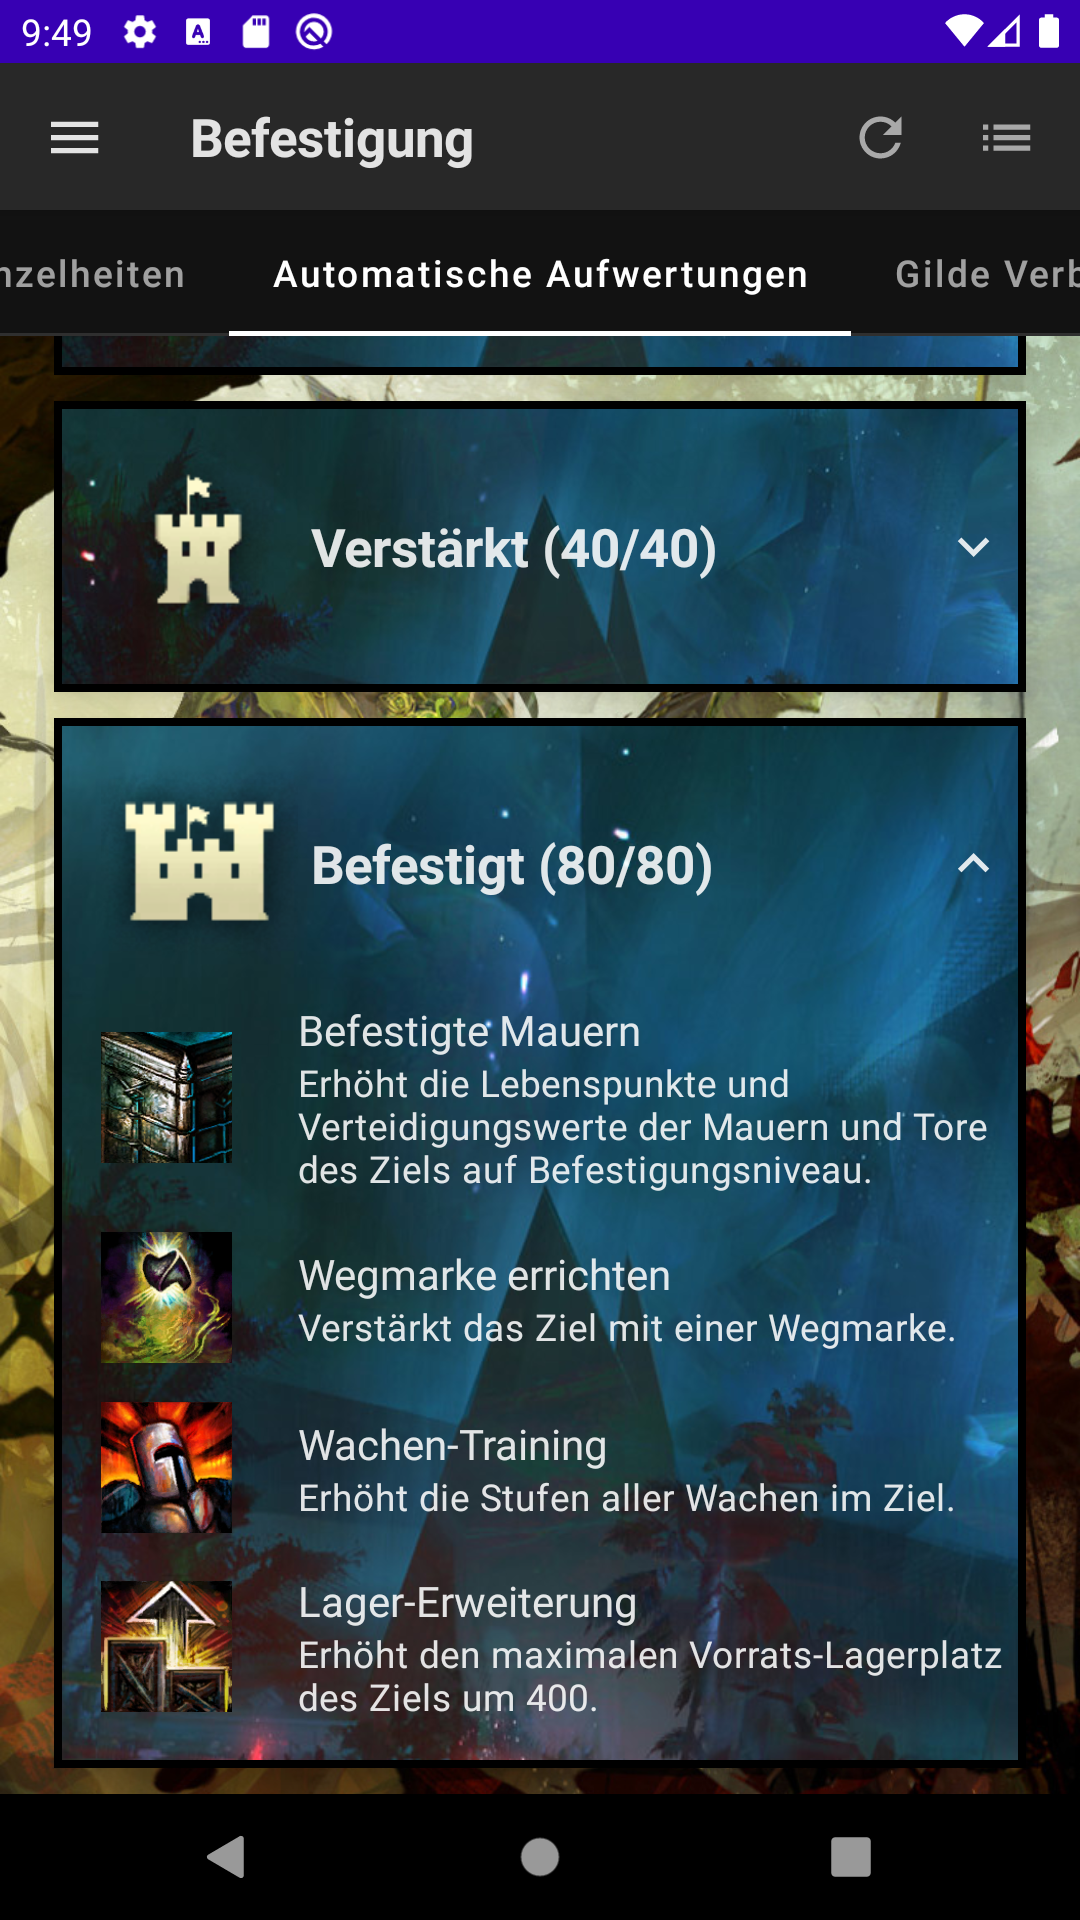 9:49
Befestigung
nzelheiten
Automatische Aufwertungen
Gilde Verb
Verstärkt (40/40)
Befestigt (80/80)
Befestigte Mauern
Erhöht die Lebenspunkte und
Verteidigungswerte der Mauern und Tore
des Ziels auf Befestigungsniveau.
Wegmarke errichten
Verstärkt das Ziel mit einer Wegmarke.
Wachen-Training
Erhöht die Stufen aller Wachen im Ziel.
Lager-Erweiterung
Erhöht den maximalen Vorrats-Lagerplatz
des Ziels um 400.